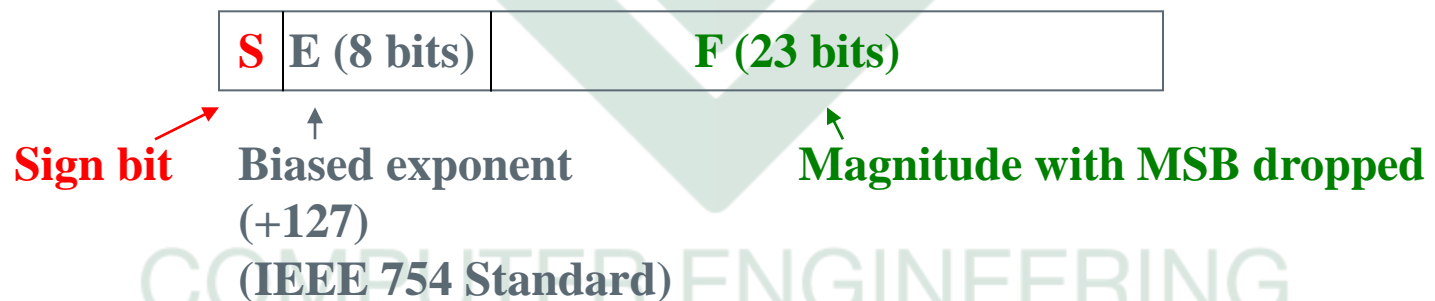 S E (8 bits) F (23 bits)
Sign bit Biased exponent Magnitude with MSB dropped
(+127)
(IEEE 754 Standard)
COMPUTER ENGINEERING